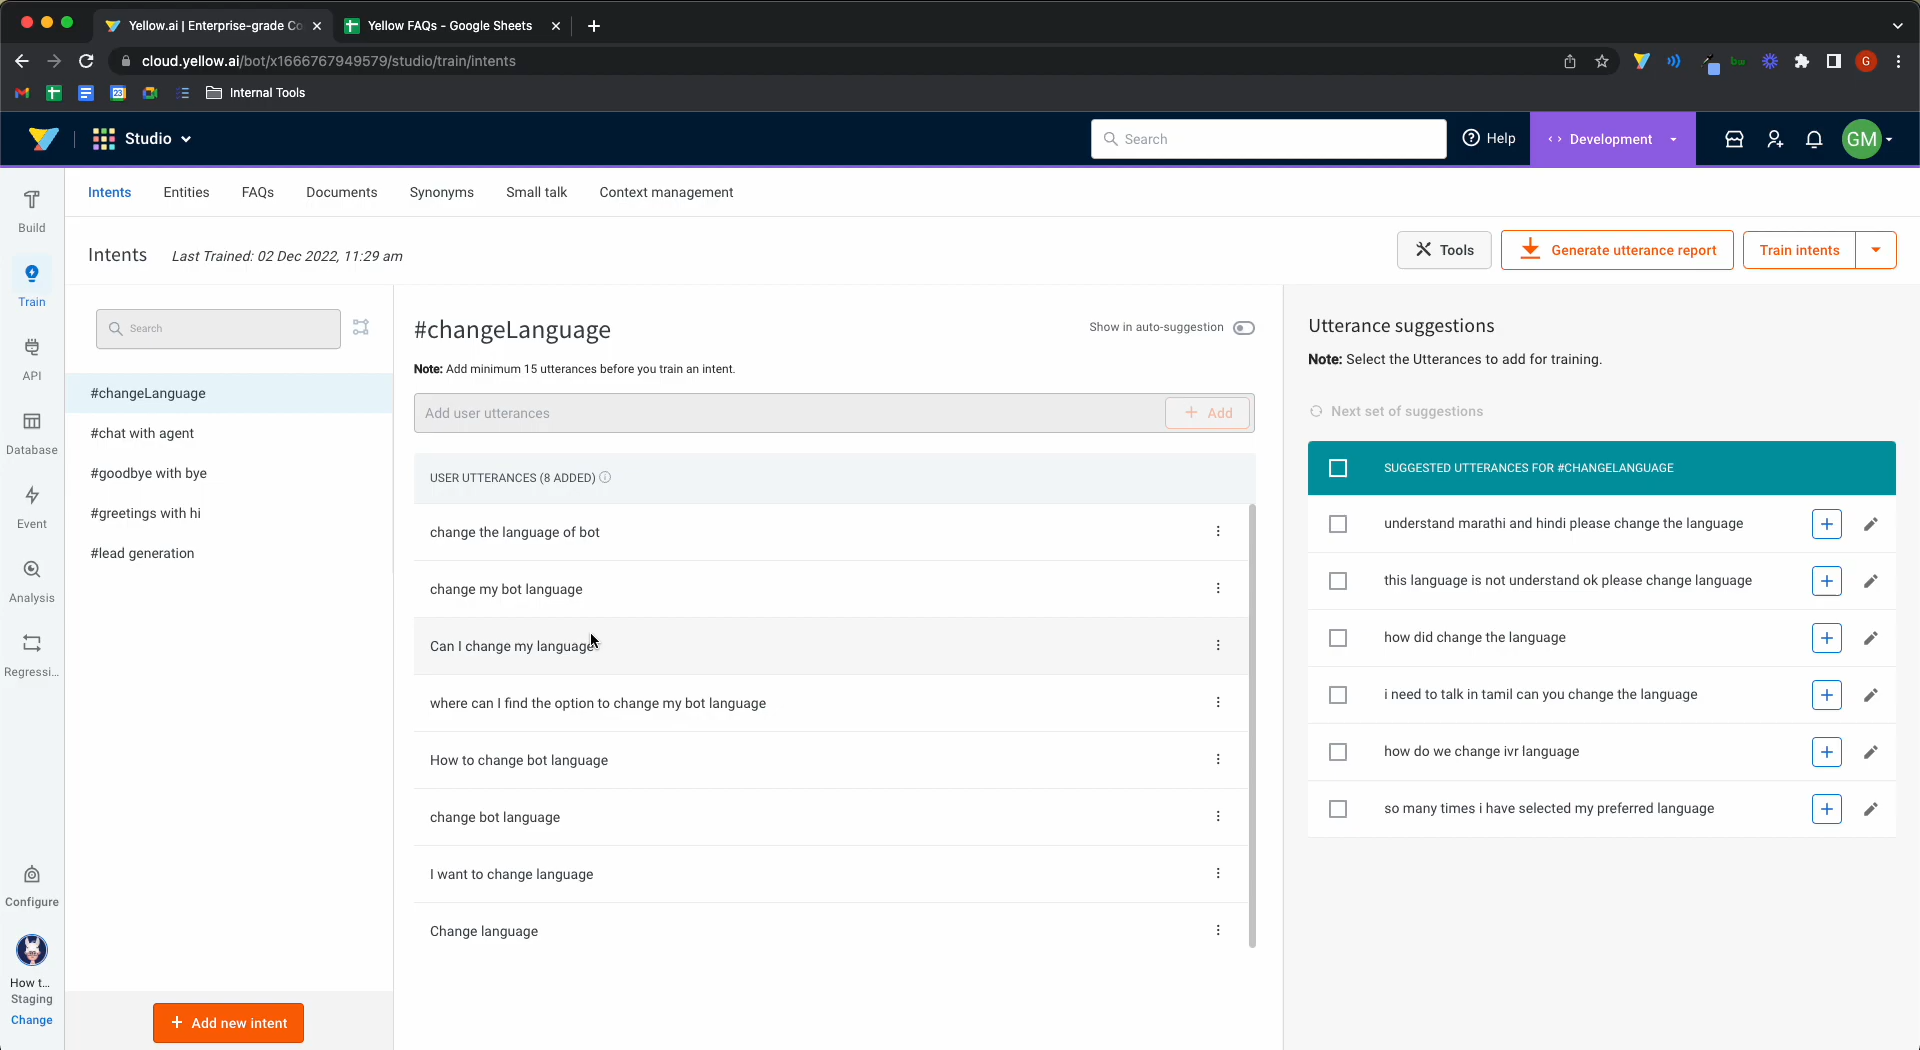 Yellow.ai | Enterprise-grade Co
Yellow FAQs - Google Sheets
cloud.yellow.ai/bot/x1666767949579/studio/train/intents
G
23
Internal Tools
Studio
Search
Help
Development
GM
Build
Train
API
Database
Event
Analysis
Regressi...
Configure
How t...
Staging
Change
Intents
Entities
FAQs
Documents
Synonyms
Small talk
Context management
Intents
Last Trained: 02 Dec 2022, 11:29 am
Tools
Generate utterance report
Train intents
Search
#changeLanguage
#chat with agent
#goodbye with bye
#greetings with hi
#lead generation
+ Add new intent
#changeLanguage
Show in auto-suggestion
Note: Add minimum 15 utterances before you train an intent.
Add user utterances
+ Add
USER UTTERANCES (8 ADDED)
change the language of bot
change my bot language
Can I change my language
where can I find the option to change my bot language
How to change bot language
change bot language
I want to change language
Change language
Utterance suggestions
Note: Select the Utterances to add for training.
Next set of suggestions
SUGGESTED UTTERANCES FOR #CHANGELANGUAGE
understand marathi and hindi please change the language
this language is not understand ok please change language
how did change the language
i need to talk in tamil can you change the language
how do we change ivr language
so many times i have selected my preferred language